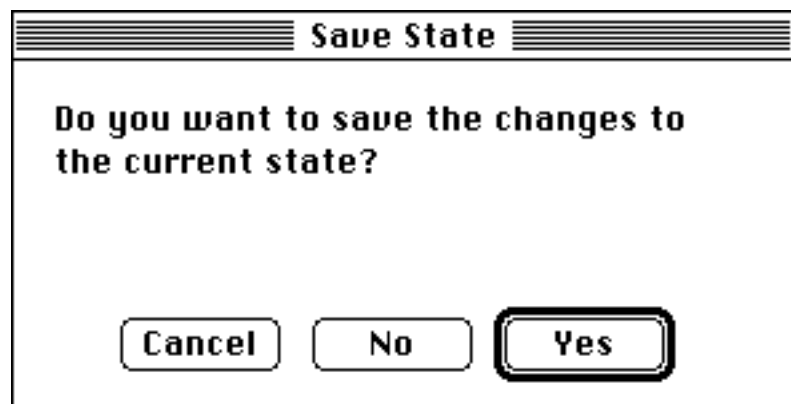 Save State
Do you want to save the changes to
the current state?
Cancel No Yes